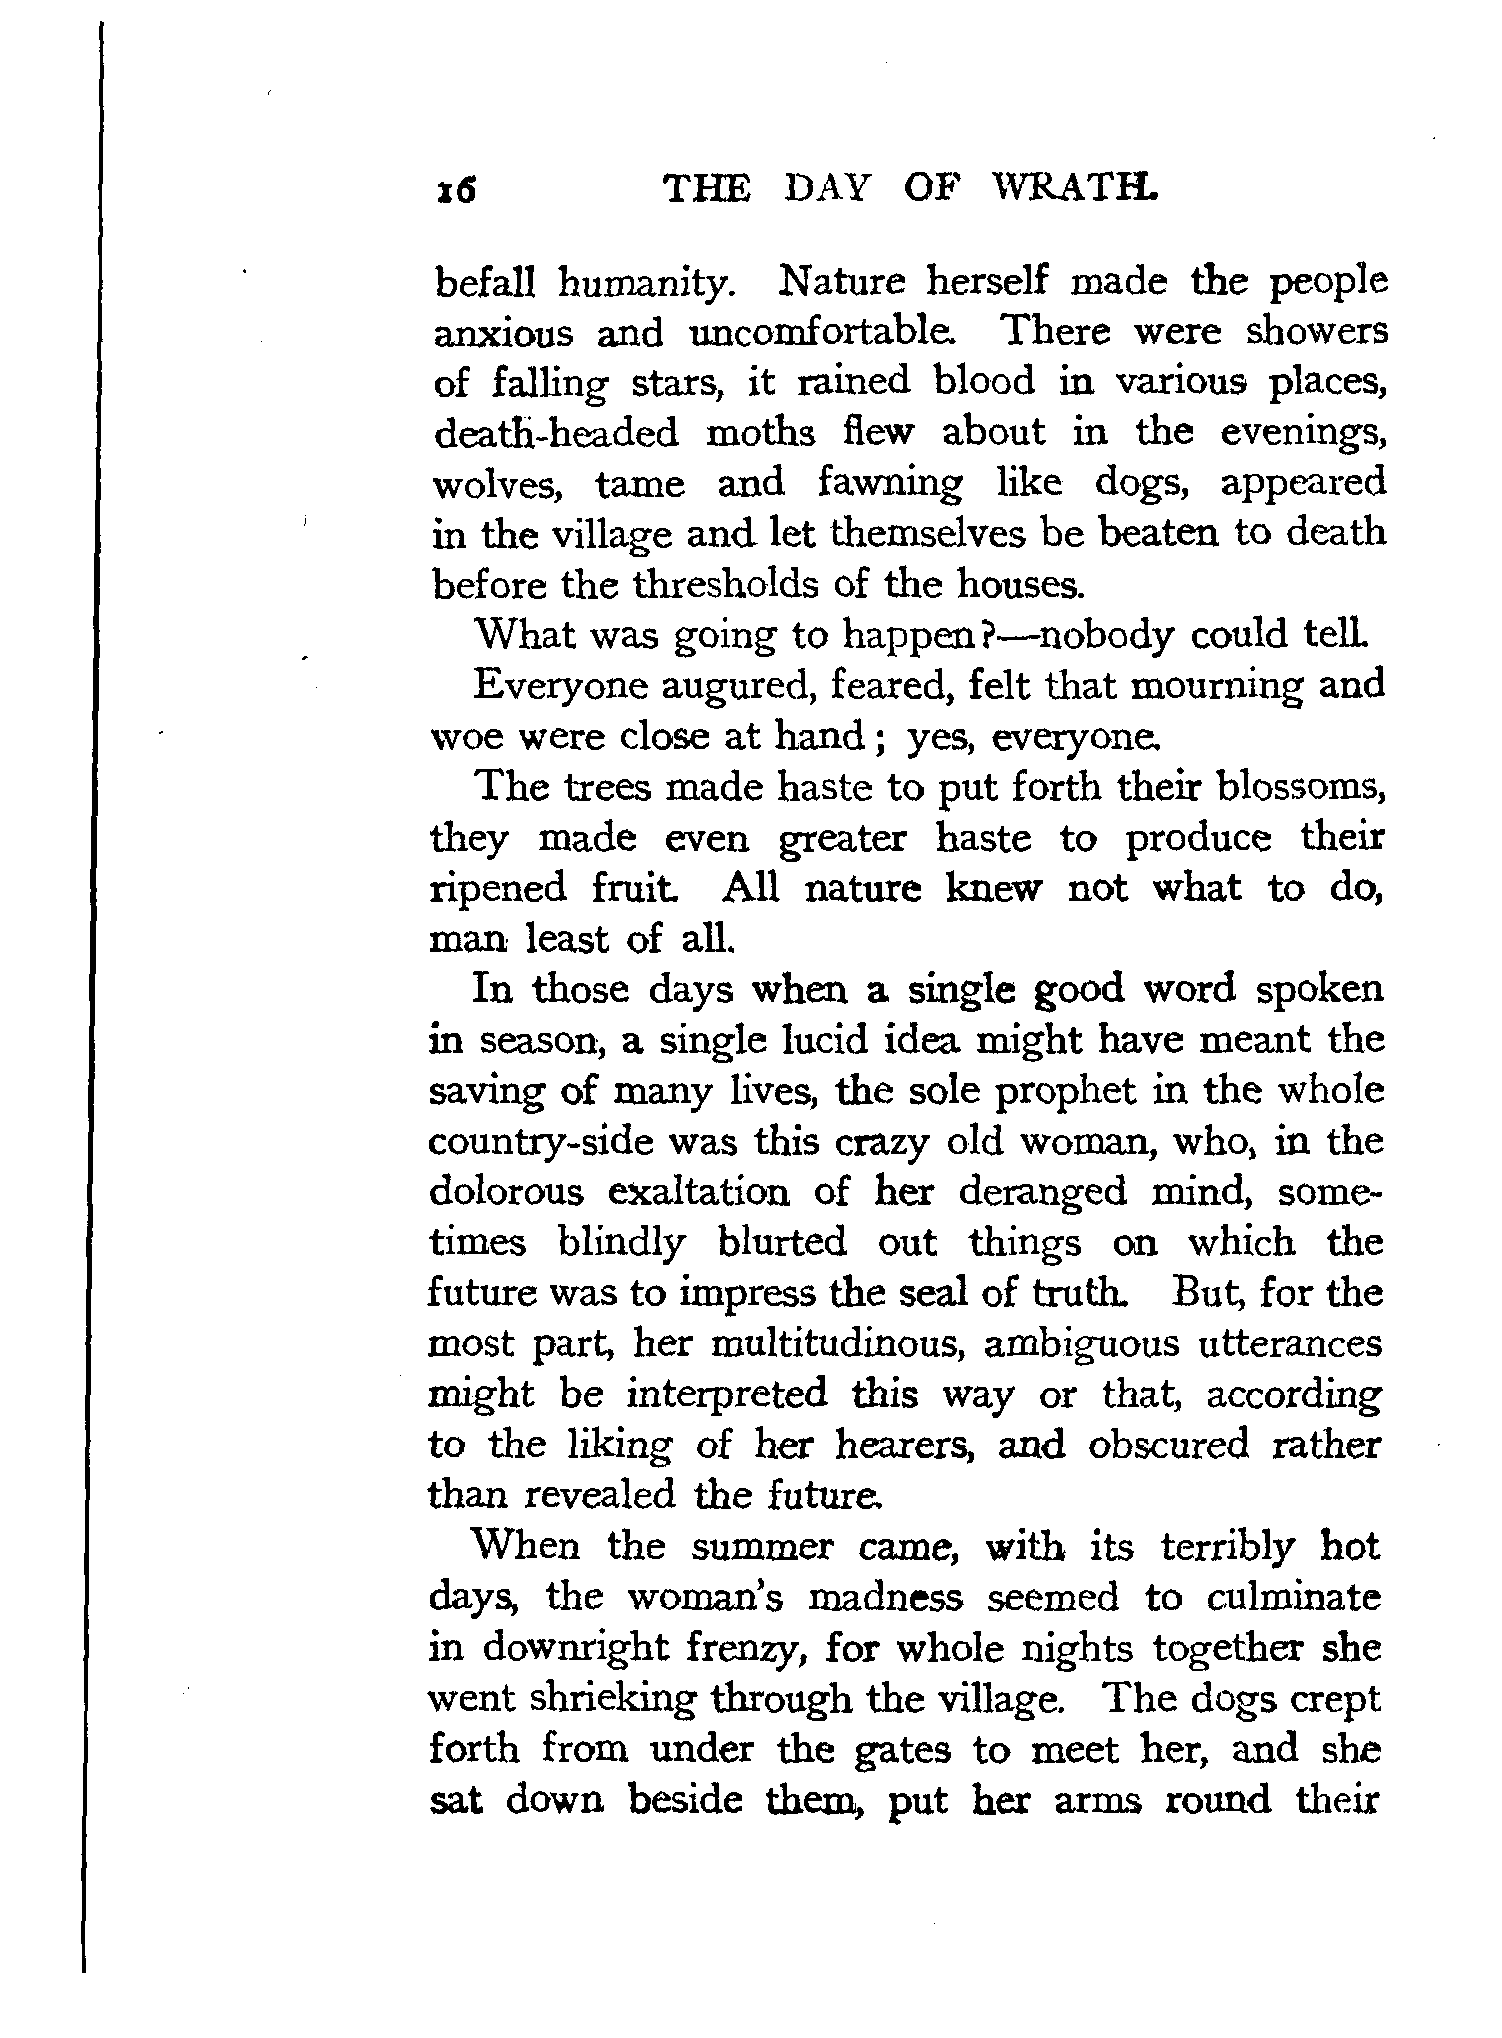 16 THE DAY OF WRATH.
befall humanity. Nature herself made the people
anxious and uncomfortable. There were showers
of falling stars, it rained blood in various places,
death-headed moths flew about in the evenings,
wolves, tame and fawning like dogs, appeared
in the village and let themselves be beaten to death
before the thresholds of the houses.
What was going to happen?—nobody could tell.
Everyone augured, feared, felt that mourning and
woe were close at hand; yes, everyone.
The trees made haste to put forth their blossoms,
they made even greater haste to produce their
ripened fruit. All nature knew not what to do,
man least of all.
In those days when a single good word spoken
in season, a single lucid idea might have meant the
saving of many lives, the sole prophet in the whole
country-side was this crazy old woman, who, in the
dolorous exaltation of her deranged mind, some-
times blindly blurted out things on which the
future was to impress the seal of truth. But, for the
most part, her multitudinous, ambiguous utterances
might be interpreted this way or that, according
to the liking of her hearers, and obscured rather
than revealed the future.
When the summer came, with its terribly hot
days, the woman's madness seemed to culminate
in downright frenzy, for whole nights together she
went shrieking through the village. The dogs crept
forth from under the gates to meet her, and she
sat down beside them, put her arms round their